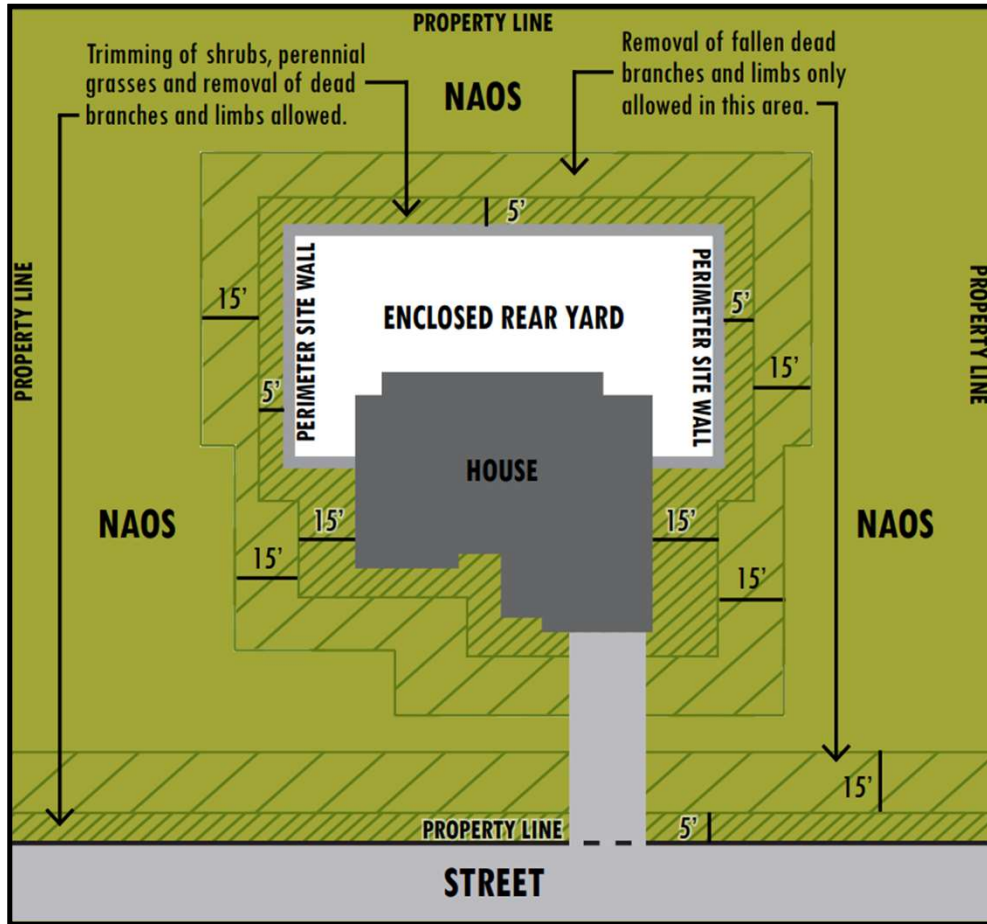 PROPERTY LINE
Trimming of shrubs, perennial
grasses and removal of dead
branches and limbs allowed.
NAOS
Removal of fallen dead
branches and limbs only
allowed in this area.
5'
PROPERTY LINE
15'
5'
PERIMETER SITE WALL
ENCLOSED REAR YARD
PERIMETER SITE WALL
5'
15'
PROPERTY LINE
HOUSE
NAOS
15'
15'
15'
15'
NAOS
15'
PROPERTY LINE
5'
STREET